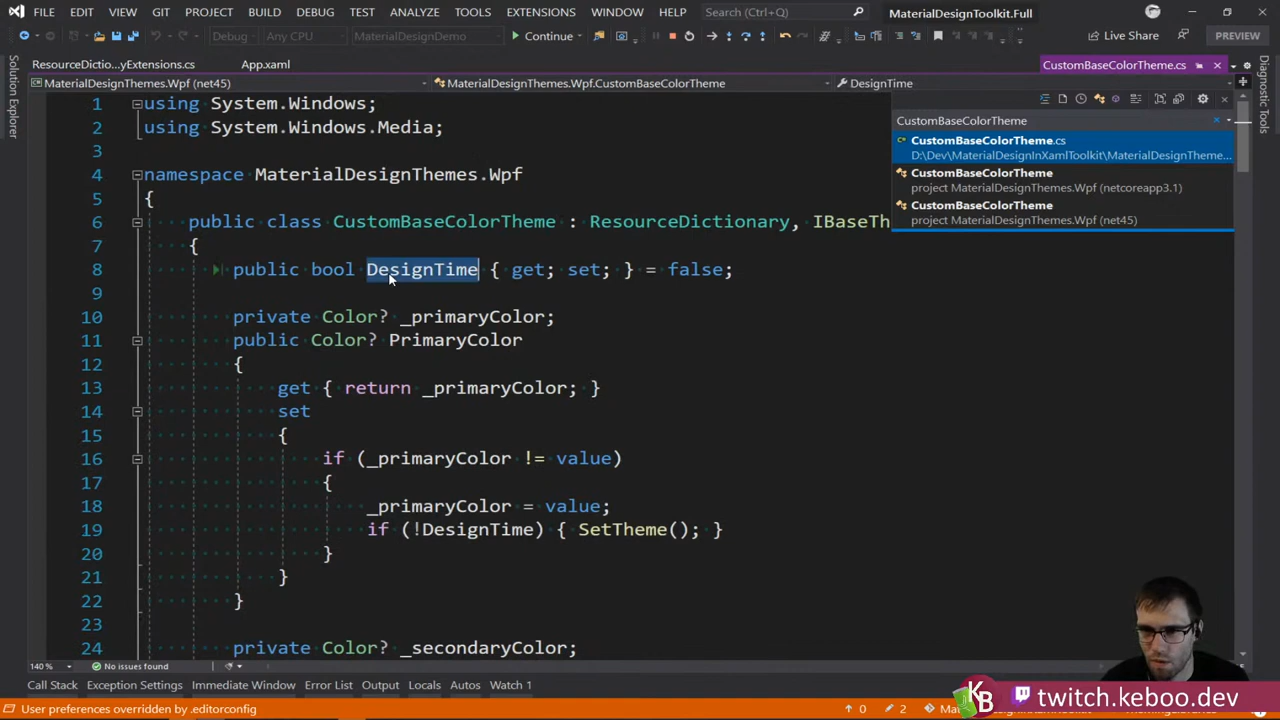 FILE EDIT VIEW GIT PROJECT BUILD DEBUG TEST ANALYZE TOOLS EXTENSIONS WINDOW HELP Search (Ctrl+Q) MaterialDesignToolkit.Full
Debug Any CPU MaterialDesignDemo Continue Live Share PREVIEW
ResourceDictio...yExtensions.cs App.xaml CustomBaseColorTheme.cs
MaterialDesignThemes.Wpf (net45) MaterialDesignThemes.Wpf.CustomBaseColorTheme DesignTime
Solution Explorer
Diagnostic Tools
CustomBaseColorTheme
CustomBaseColorTheme.cs
D:\Dev\MaterialDesignInXamlToolkit\MaterialDesignTheme...
CustomBaseColorTheme
project MaterialDesignThemes.Wpf (netcoreapp3.1)
CustomBaseColorTheme
project MaterialDesignThemes.Wpf (net45)
1 using System.Windows;
2 using System.Windows.Media;
3
4 namespace MaterialDesignThemes.Wpf
5 {
6 public class CustomBaseColorTheme : ResourceDictionary, IBaseTh
7 {
8 public bool DesignTime { get; set; } = false;
9
10 private Color? _primaryColor;
11 public Color? PrimaryColor
12 {
13 get { return _primaryColor; }
14 set
15 {
16 if (_primaryColor != value)
17 {
18 _primaryColor = value;
19 if (!DesignTime) { SetTheme(); }
20 }
21 }
22 }
23
24 private Color? _secondaryColor;
140 % No issues found
Call Stack Exception Settings Immediate Window Error List Output Locals Autos Watch 1
User preferences overridden by .editorconfig 0 2
KB twitch.keboo.dev